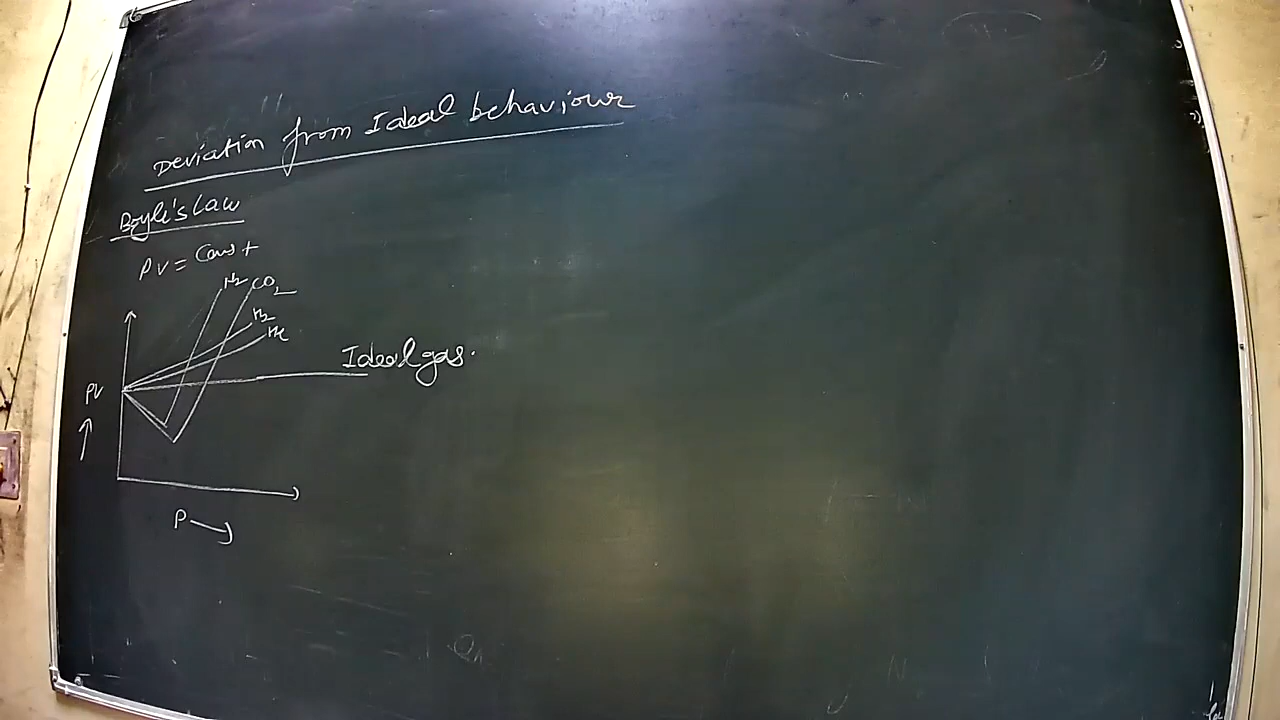 Deviation from Ideal behaviour
Boyle's Law
PV = Const
N2 CO2
H2
He
Ideal gas.
PV
P